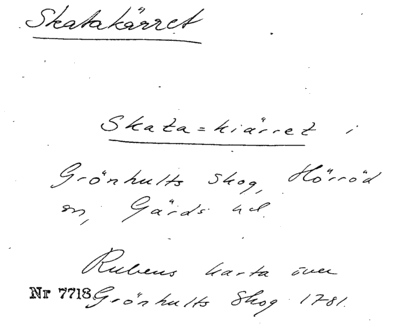 Skatakärret
Skata=kiärret i
Grönhults skog, Hörröd
sn, Gärds hd.
Rubens karta över
Nr 7718 Grönhults Skog 1781.